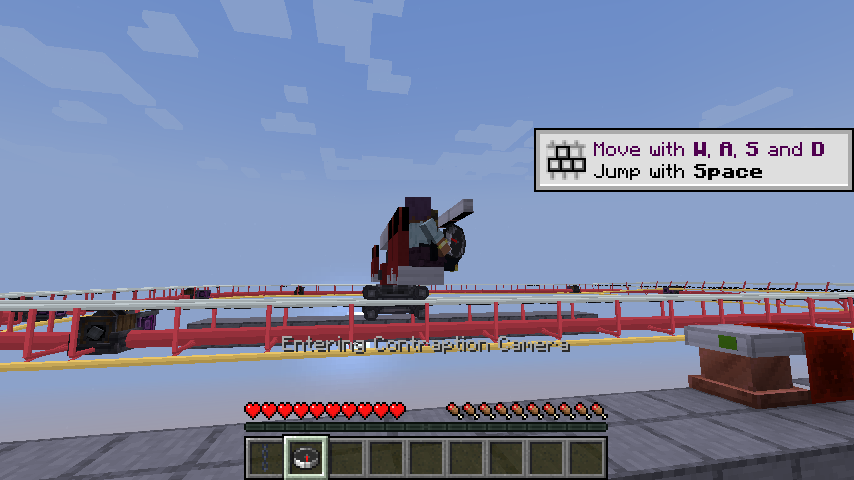 Move with W, A, S and D
Jump with Space
Entering Contraption Camera